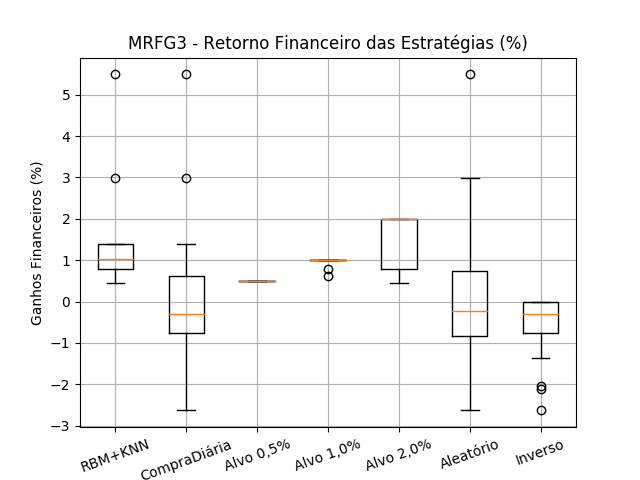 MRFG3 - Retorno Financeiro das Estratégias (%)
Ganhos Financeiros (%)
5
4
3
2
1
0
−1
−2
−3
RBM+KNN
CompraDiária
Alvo 0,5%
Alvo 1,0%
Alvo 2,0%
Aleatório
Inverso